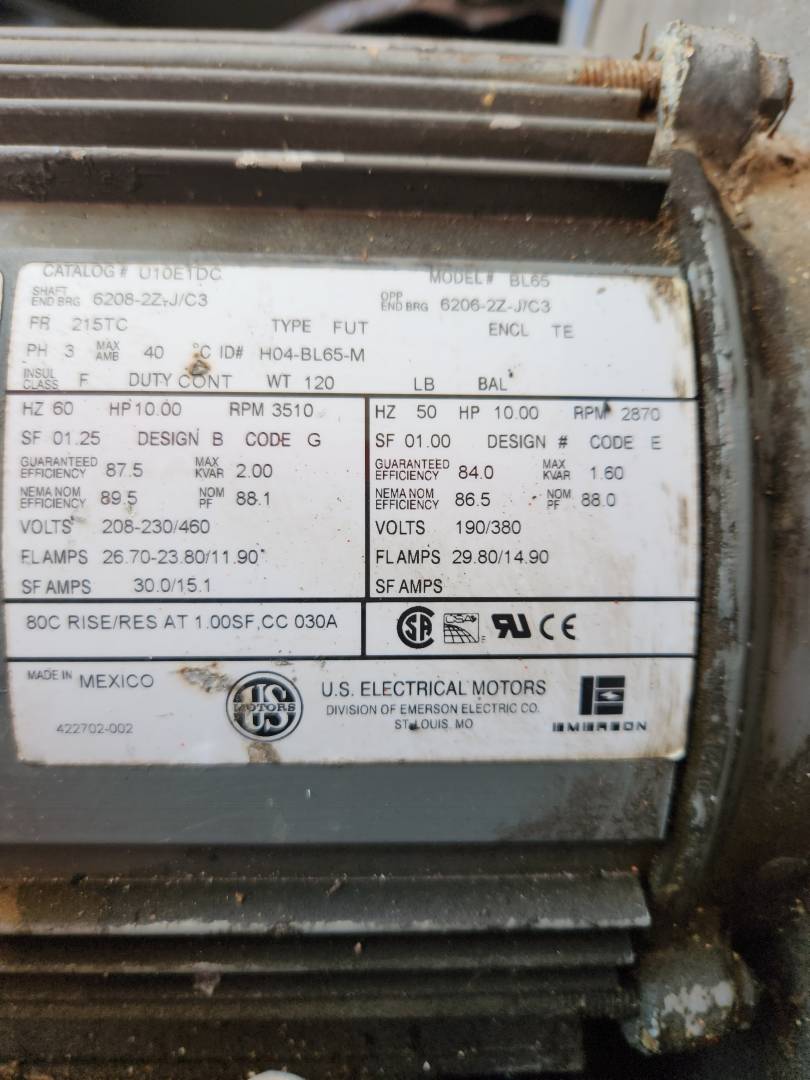 CATALOG # U10E1DC MODEL# BL65
SHAFT END BRG 6208-2Z-J/C3 OPP END BRG 6206-2Z-J/C3
FR 215TC TYPE FUT ENCL TE
PH 3 MAX AMB 40 °C ID# H04-BL65-M
INSUL CLASS F DUTY CONT WT 120 LB BAL
HZ 60 HP 10.00 RPM 3510
SF 01.25 DESIGN B CODE G
GUARANTEED EFFICIENCY 87.5 MAX KVAR 2.00
NEMA NOM EFFICIENCY 89.5 NOM PF 88.1
VOLTS 208-230/460
FL AMPS 26.70-23.80/11.90
SF AMPS 30.0/15.1
HZ 50 HP 10.00 RPM 2870
SF 01.00 DESIGN # CODE E
GUARANTEED EFFICIENCY 84.0 MAX KVAR 1.60
NEMA NOM EFFICIENCY 86.5 NOM PF 88.0
VOLTS 190/380
FL AMPS 29.80/14.90
SF AMPS
80C RISE/RES AT 1.00SF,CC 030A
MADE IN MEXICO
422702-002
US MOTORS
U.S. ELECTRICAL MOTORS
DIVISION OF EMERSON ELECTRIC CO.
ST. LOUIS, MO
EMERSON